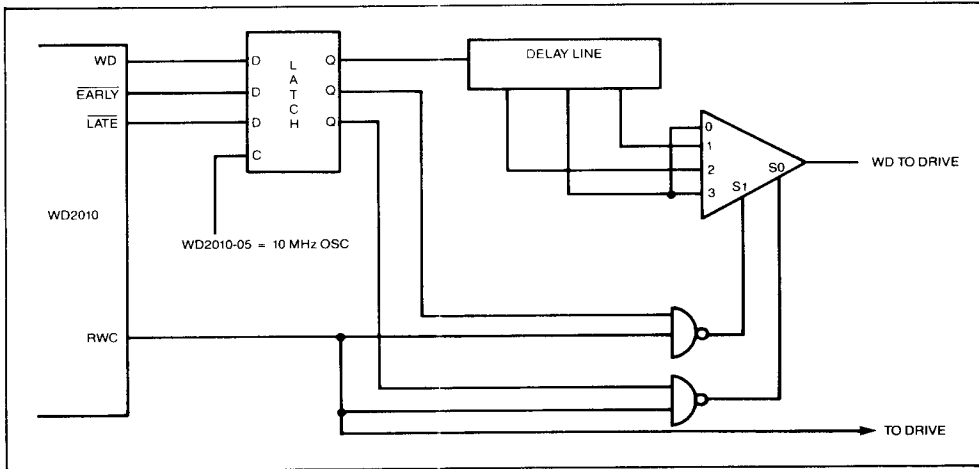 WD
EARLY
LATE
WD2010
RWC
D
D
D
C
LATCH
Q
Q
Q
WD2010-05 = 10 MHz OSC
DELAY LINE
0
1
2
3
S1
S0
WD TO DRIVE
TO DRIVE